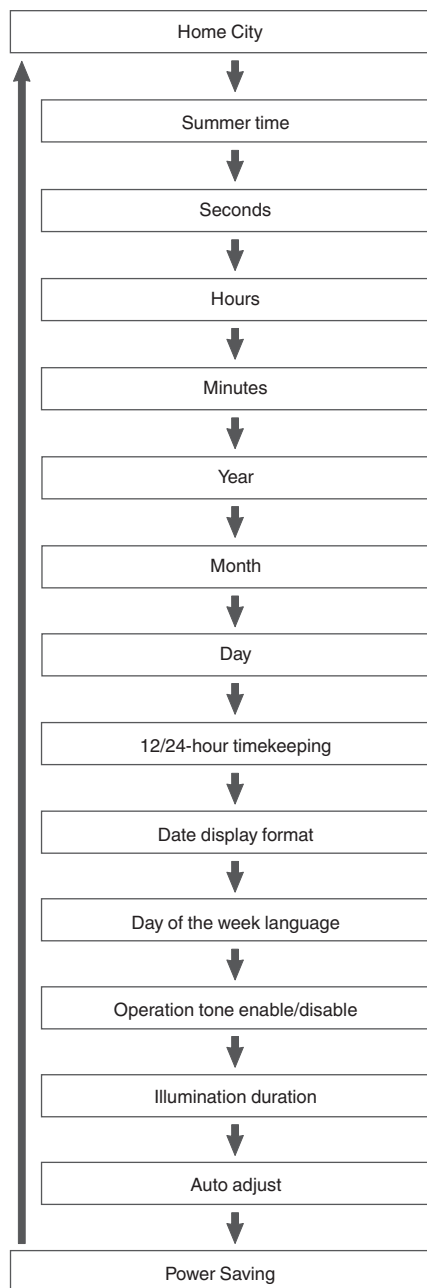 Home City
Summer time
Seconds
Hours
Minutes
Year
Month
Day
12/24-hour timekeeping
Date display format
Day of the week language
Operation tone enable/disable
Illumination duration
Auto adjust
Power Saving